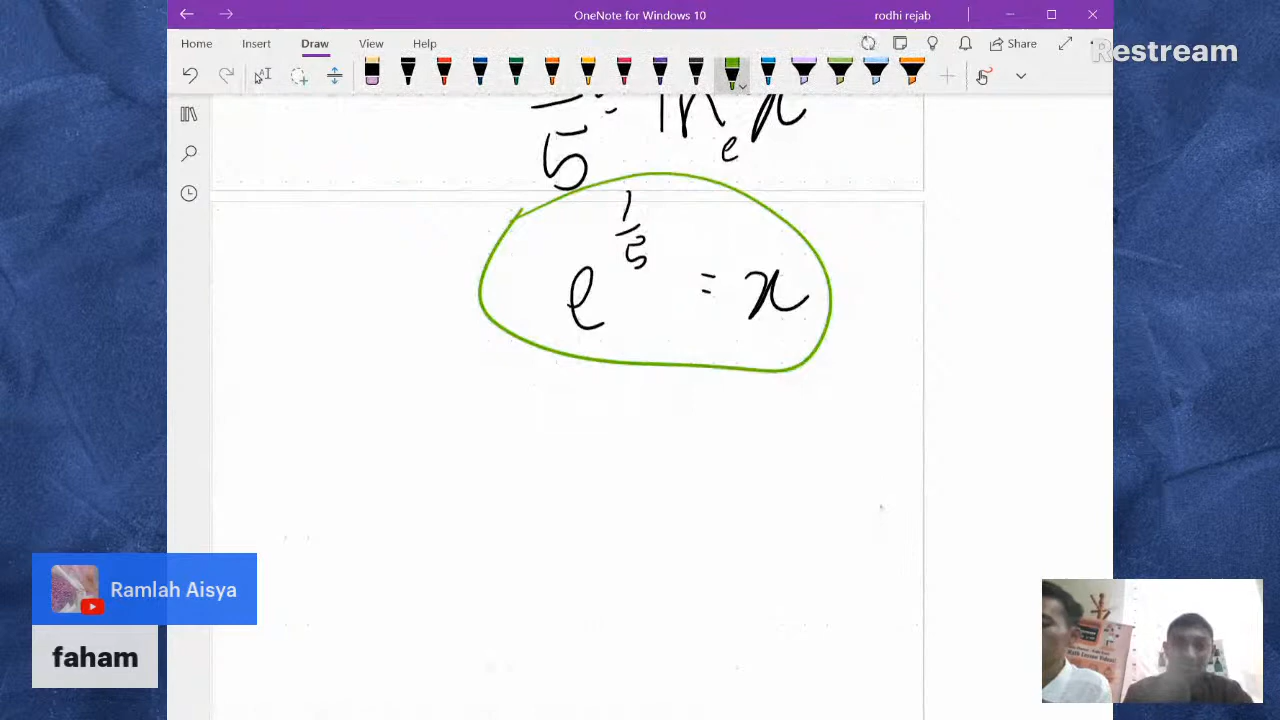 OneNote for Windows 10
rodhi rejab
Home Insert Draw View Help
Share
Restream
5 = ln e x
e^{1/5} = x
Ramlah Aisya
faham